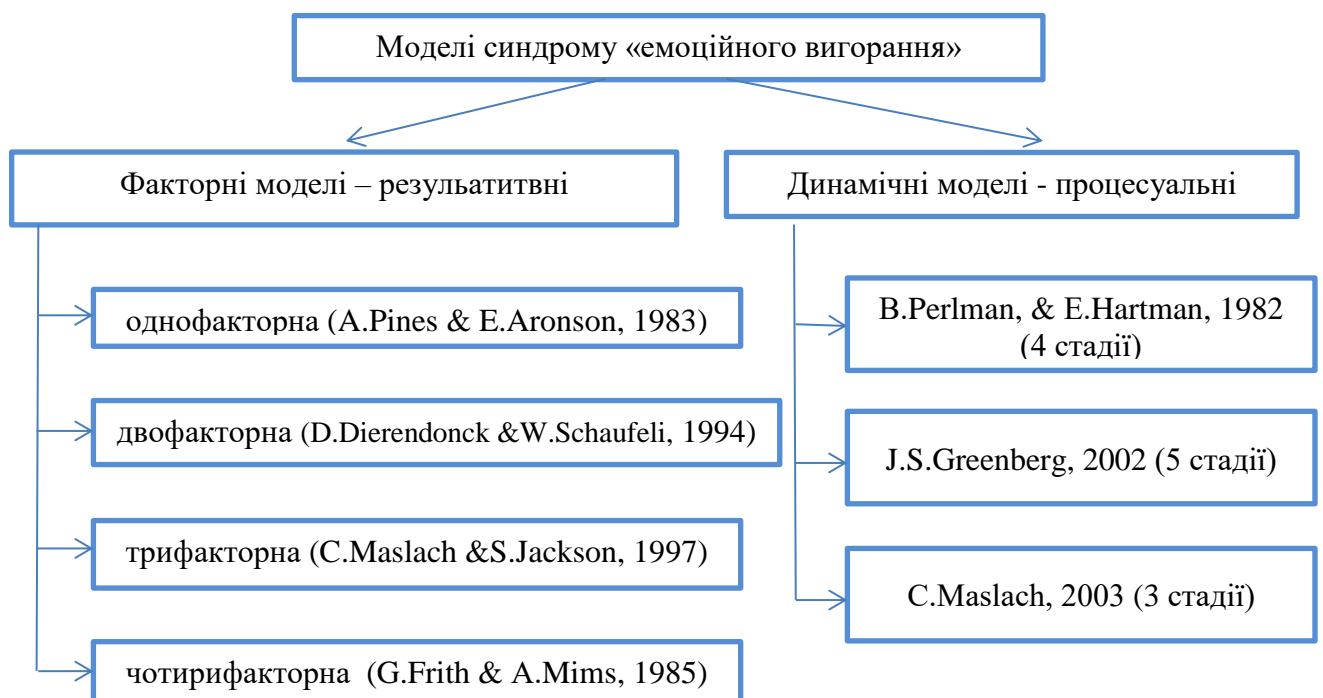 Моделі синдрому «емоційного вигорання»
Факторні моделі – резульатитвні
Динамічні моделі - процесуальні
однофакторна (A.Pines & E.Aronson, 1983)
двофакторна (D.Dierendonck &W.Schaufeli, 1994)
трифакторна (C.Maslach &S.Jackson, 1997)
чотирифакторна (G.Frith & A.Mims, 1985)
B.Perlman, & E.Hartman, 1982
(4 стадії)
J.S.Greenberg, 2002 (5 стадії)
C.Maslach, 2003 (3 стадії)